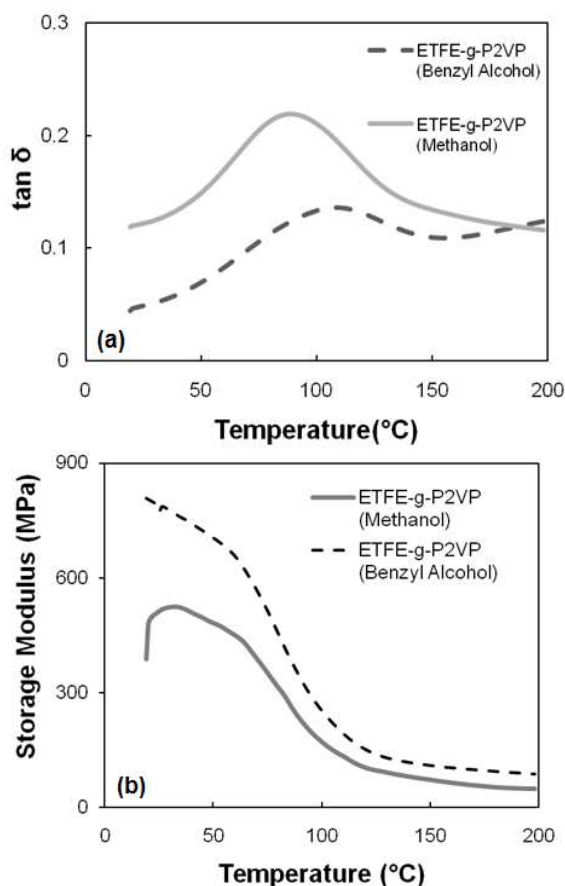 0.3
ETFE-g-P2VP
(Benzyl Alcohol)
0.2
ETFE-g-P2VP
(Methanol)
tan δ
0.1
(a)
0
0 50 100 150 200
Temperature(°C)
900
ETFE-g-P2VP
(Methanol)
ETFE-g-P2VP
(Benzyl Alcohol)
600
Storage Modulus (MPa)
300
(b)
0
0 50 100 150 200
Temperature (°C)